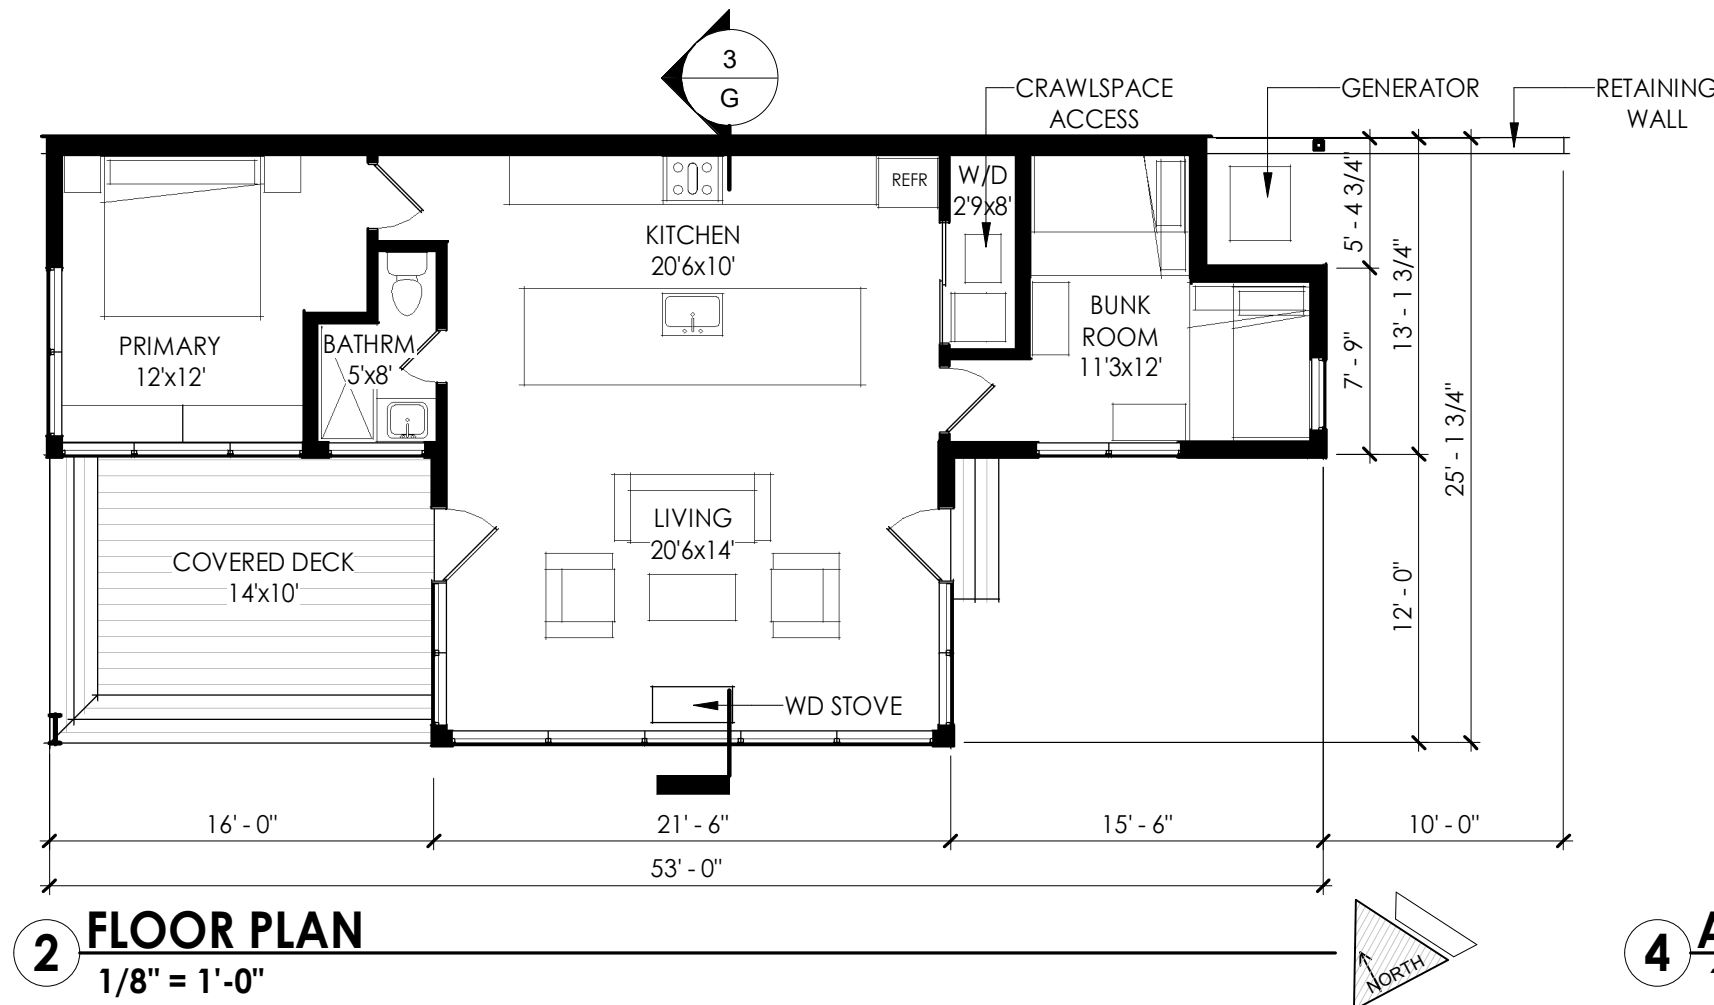 3
G
CRAWLSPACE
ACCESS
GENERATOR
RETAINING
WALL
REFR
W/D
2'9x8'
KITCHEN
20'6x10'
PRIMARY
12'x12'
BATHRM
5'x8'
BUNK
ROOM
11'3x12'
5' - 4 3/4"
13' - 1 3/4"
7' - 9"
25' - 1 3/4"
12' - 0"
LIVING
20'6x14'
COVERED DECK
14'x10'
WD STOVE
16' - 0"
21' - 6"
15' - 6"
10' - 0"
53' - 0"
2
FLOOR PLAN
1/8" = 1'-0"
NORTH
4